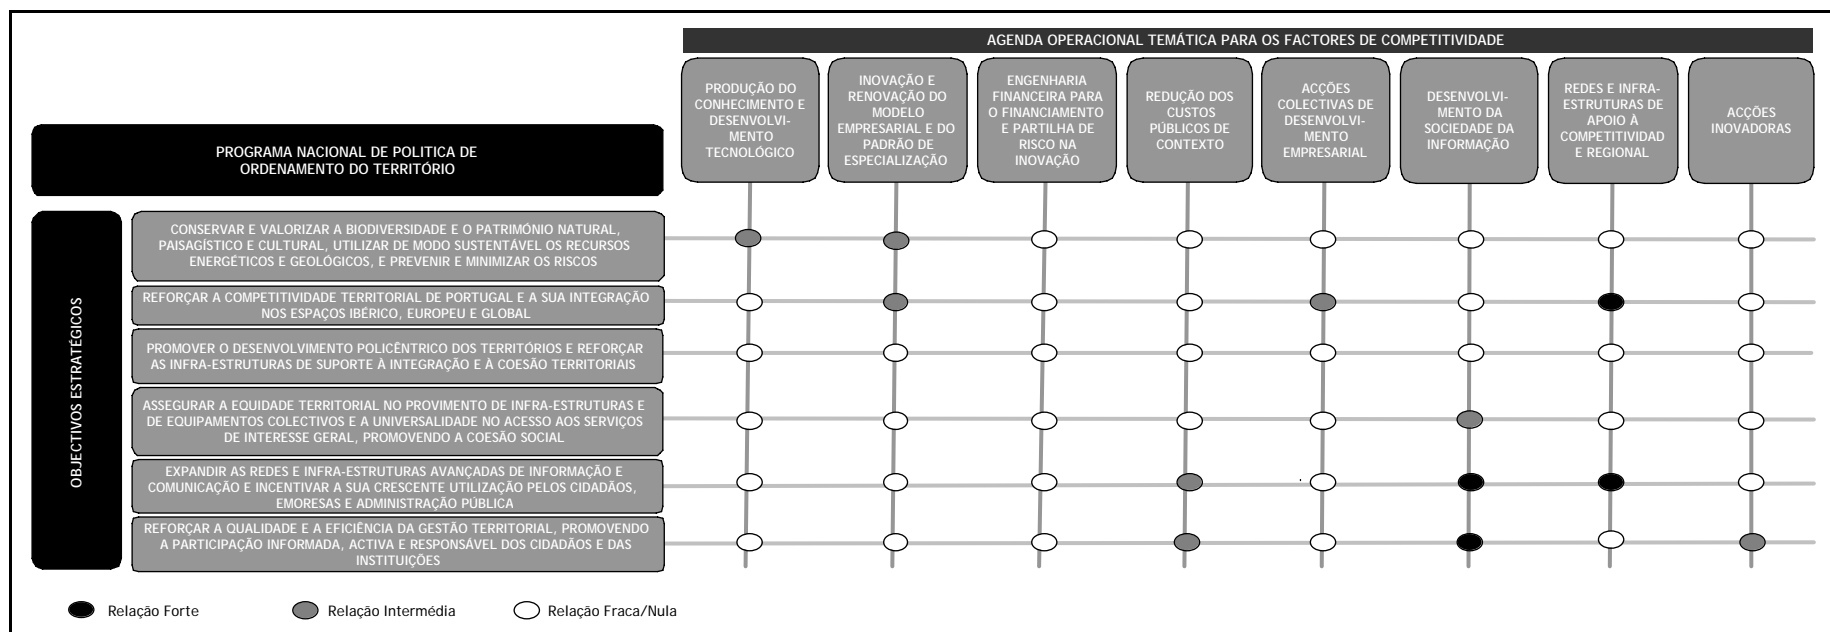 AGENDA OPERACIONAL TEMÁTICA PARA OS FACTORES DE COMPETITIVIDADE
PRODUÇÃO DO
CONHECIMENTO E
DESENVOLVI-
MENTO
TECNOLÓGICO
INOVAÇÃO E
RENOVAÇÃO DO
MODELO
EMPRESARIAL E DO
PADRÃO DE
ESPECIALIZAÇÃO
ENGENHARIA
FINANCEIRA PARA
O FINANCIAMENTO
E PARTILHA DE
RISCO NA
INOVAÇÃO
REDUÇÃO DOS
CUSTOS
PÚBLICOS DE
CONTEXTO
ACÇÕES
COLECTIVAS DE
DESENVOLVI-
MENTO
EMPRESARIAL
DESENVOLVI-
MENTO DA
SOCIEDADE DA
INFORMAÇÃO
REDES E INFRA-
ESTRUTURAS DE
APOIO À
COMPETITIVIDAD
E REGIONAL
ACÇÕES
INOVADORAS
PROGRAMA NACIONAL DE POLITICA DE
ORDENAMENTO DO TERRITÓRIO
OBJECTIVOS ESTRATÉGICOS
CONSERVAR E VALORIZAR A BIODIVERSIDADE E O PATRIMÓNIO NATURAL,
PAISAGÍSTICO E CULTURAL, UTILIZAR DE MODO SUSTENTÁVEL OS RECURSOS
ENERGÉTICOS E GEOLÓGICOS, E PREVENIR E MINIMIZAR OS RISCOS
REFORÇAR A COMPETITIVIDADE TERRITORIAL DE PORTUGAL E A SUA INTEGRAÇÃO
NOS ESPAÇOS IBÉRICO, EUROPEU E GLOBAL
PROMOVER O DESENVOLVIMENTO POLICÊNTRICO DOS TERRITÓRIOS E REFORÇAR
AS INFRA-ESTRUTURAS DE SUPORTE À INTEGRAÇÃO E À COESÃO TERRITORIAIS
ASSEGURAR A EQUIDADE TERRITORIAL NO PROVIMENTO DE INFRA-ESTRUTURAS E
DE EQUIPAMENTOS COLECTIVOS E A UNIVERSALIDADE NO ACESSO AOS SERVIÇOS
DE INTERESSE GERAL, PROMOVENDO A COESÃO SOCIAL
EXPANDIR AS REDES E INFRA-ESTRUTURAS AVANÇADAS DE INFORMAÇÃO E
COMUNICAÇÃO E INCENTIVAR A SUA CRESCENTE UTILIZAÇÃO PELOS CIDADÃOS,
EMORESAS E ADMINISTRAÇÃO PÚBLICA
REFORÇAR A QUALIDADE E A EFICIÊNCIA DA GESTÃO TERRITORIAL, PROMOVENDO
A PARTICIPAÇÃO INFORMADA, ACTIVA E RESPONSÁVEL DOS CIDADÃOS E DAS
INSTITUIÇÕES
Relação Forte
Relação Intermédia
Relação Fraca/Nula